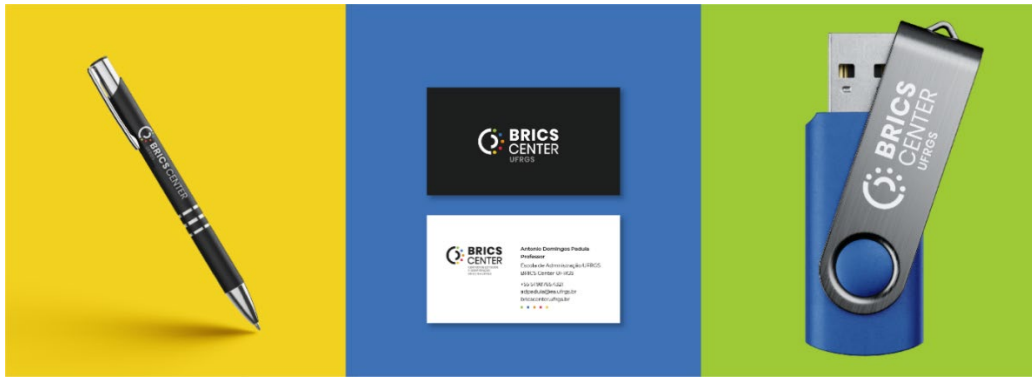 BRICS CENTER
BRICS
CENTER
UFRGS
BRICS
CENTER
Antonio Domingos Padula
Professor
Escola de Administração UFRGS
BRICS Center UFRGS
BRICS
CENTER
UFRGS